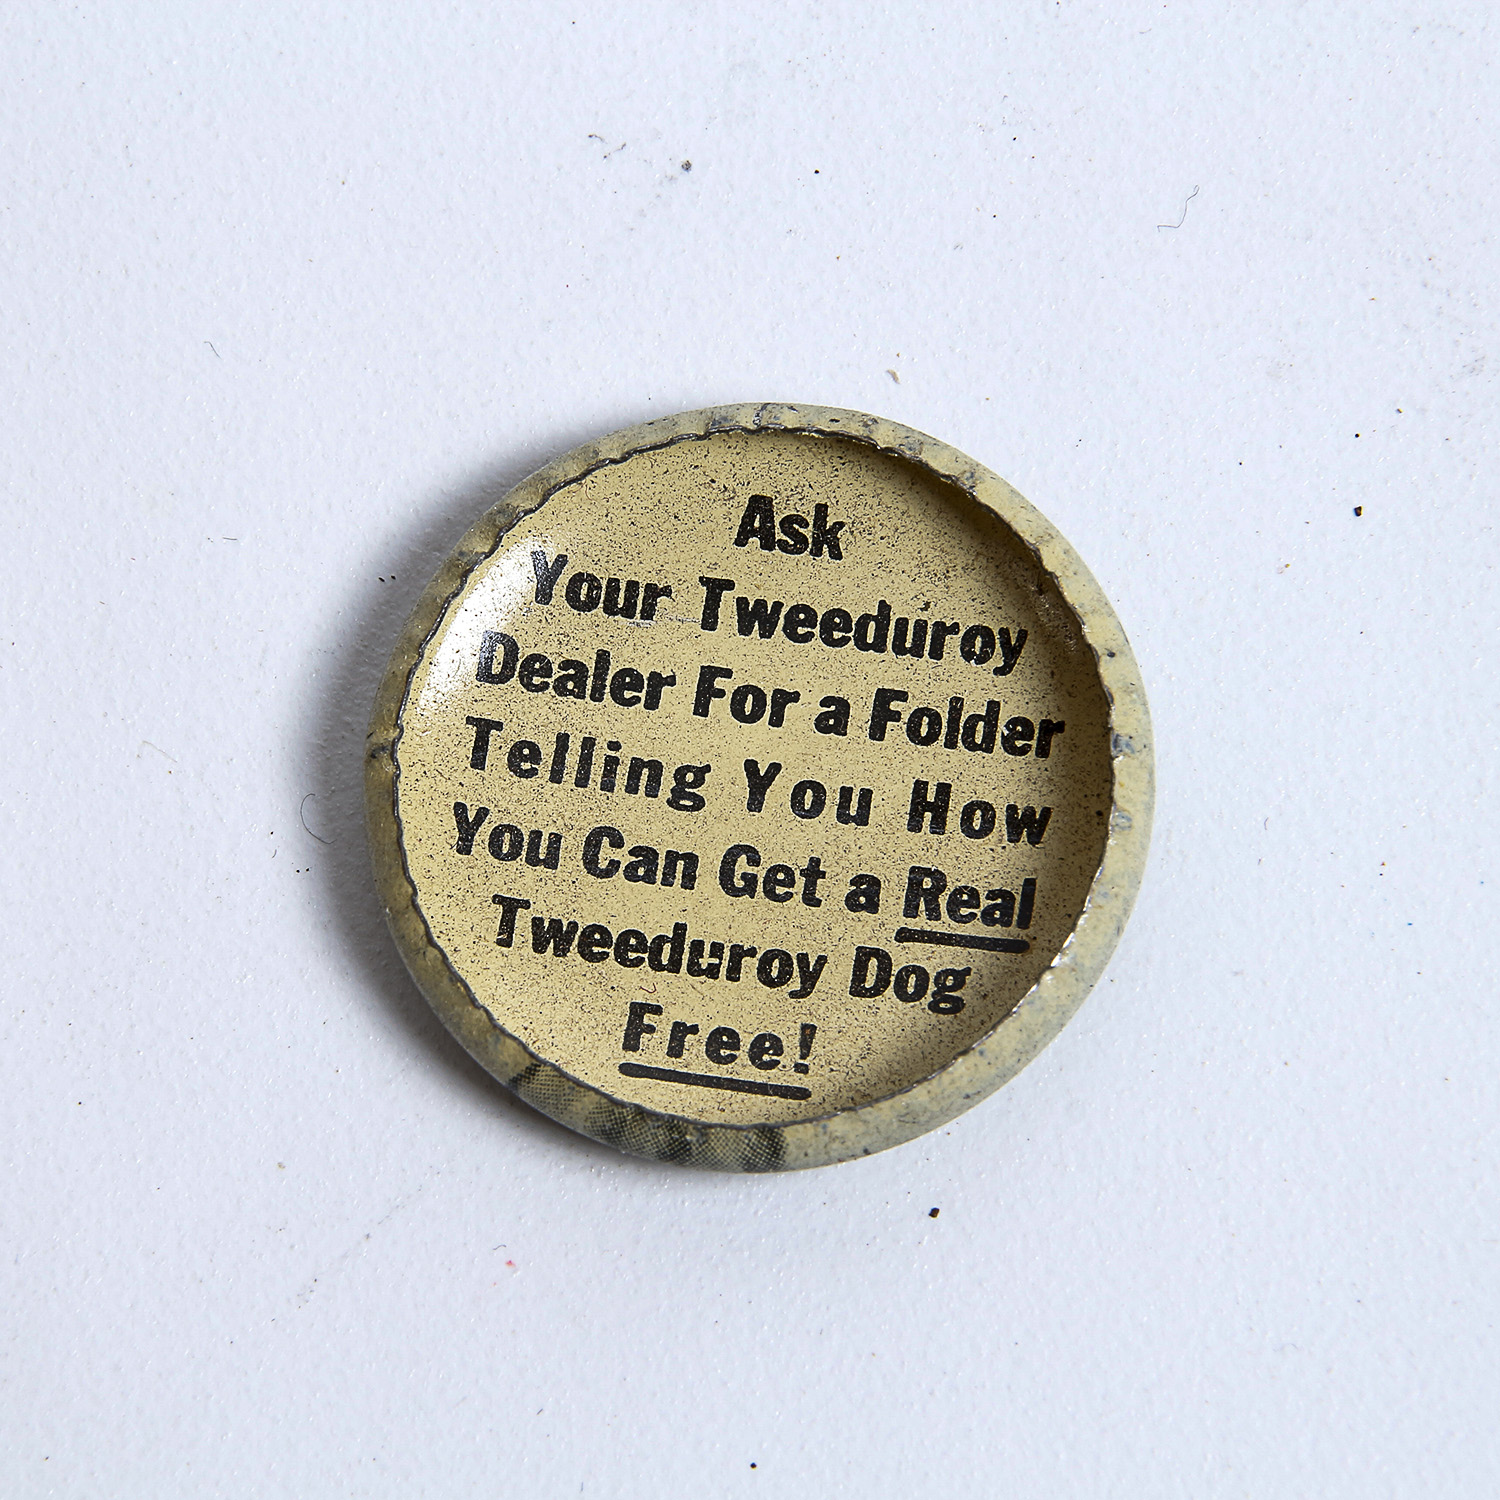 Ask
Your Tweeduroy
Dealer For a Folder
Telling You How
You Can Get a Real
Tweeduroy Dog
Free!